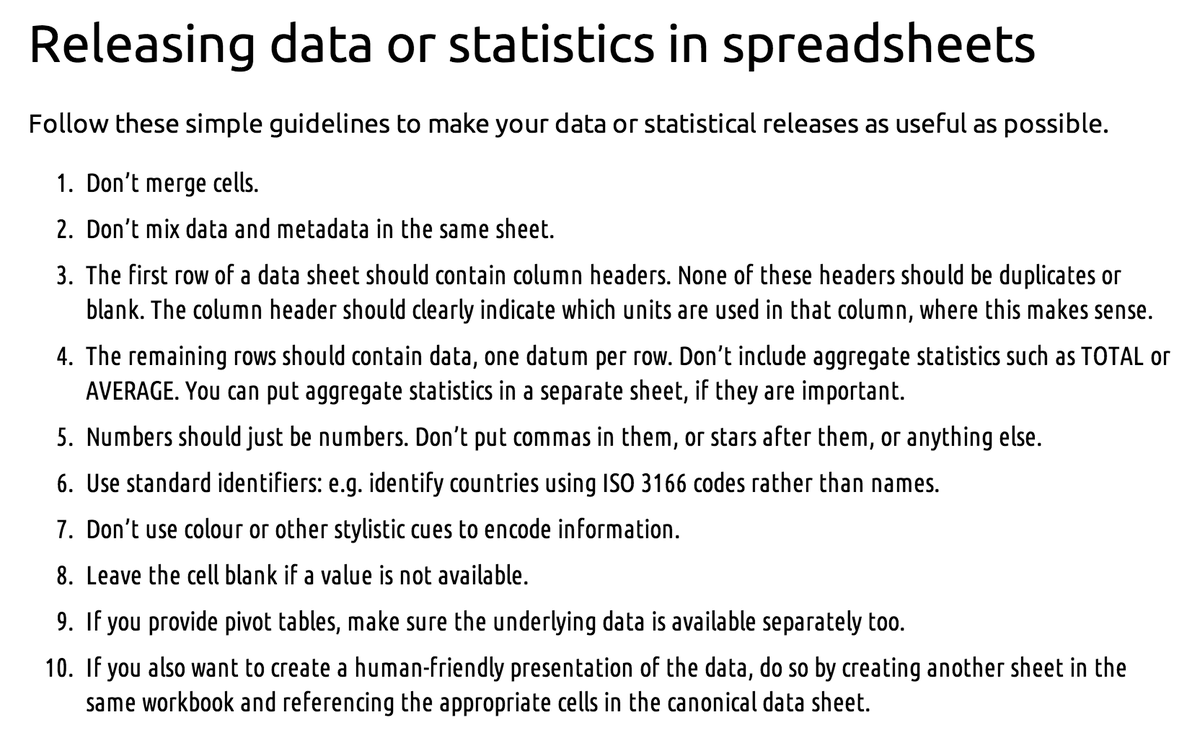 Releasing data or statistics in spreadsheets
Follow these simple guidelines to make your data or statistical releases as useful as possible.
1. Don’t merge cells.
2. Don’t mix data and metadata in the same sheet.
3. The first row of a data sheet should contain column headers. None of these headers should be duplicates or
blank. The column header should clearly indicate which units are used in that column, where this makes sense.
4. The remaining rows should contain data, one datum per row. Don’t include aggregate statistics such as TOTAL or
AVERAGE. You can put aggregate statistics in a separate sheet, if they are important.
5. Numbers should just be numbers. Don’t put commas in them, or stars after them, or anything else.
6. Use standard identifiers: e.g. identify countries using ISO 3166 codes rather than names.
7. Don’t use colour or other stylistic cues to encode information.
8. Leave the cell blank if a value is not available.
9. If you provide pivot tables, make sure the underlying data is available separately too.
10. If you also want to create a human-friendly presentation of the data, do so by creating another sheet in the
same workbook and referencing the appropriate cells in the canonical data sheet.